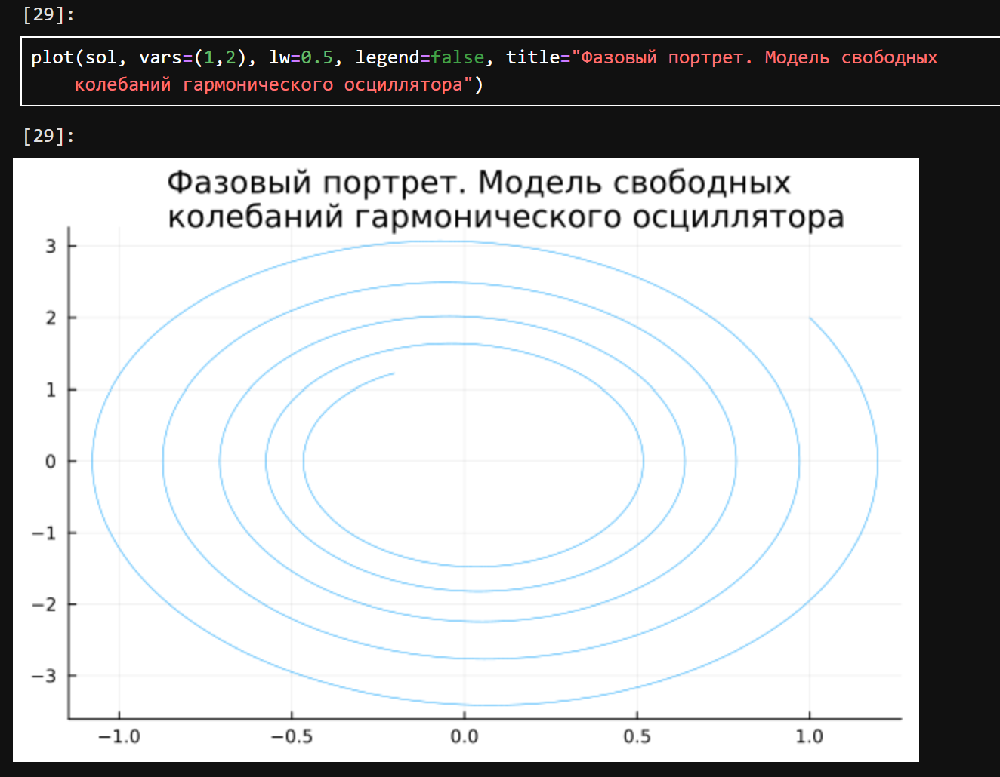 [29]:
plot(sol, vars=(1,2), lw=0.5, legend=false, title="Фазовый портрет. Модель свободных
колебаний гармонического осциллятора")
[29]:
Фазовый портрет. Модель свободных
колебаний гармонического осциллятора
3
2
1
0
−1
−2
−3
−1.0 −0.5 0.0 0.5 1.0